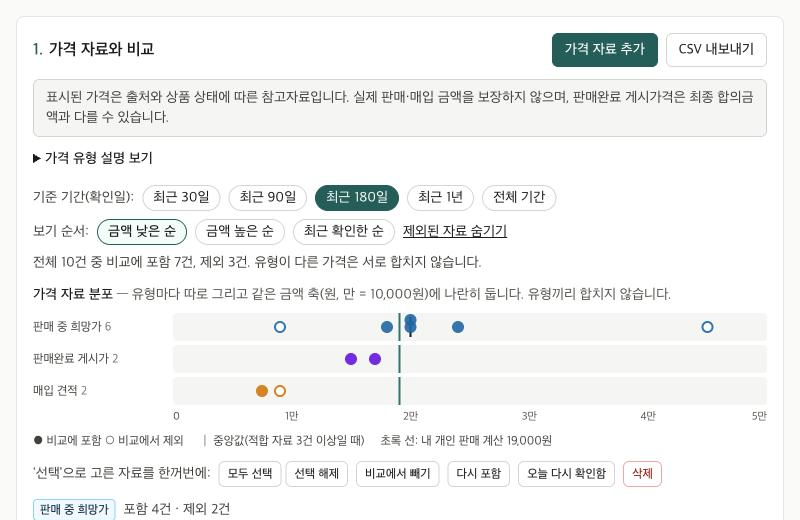 1. 가격 자료와 비교
가격 자료 추가
CSV 내보내기
표시된 가격은 출처와 상품 상태에 따른 참고자료입니다. 실제 판매·매입 금액을 보장하지 않으며, 판매완료 게시가격은 최종 합의금
액과 다를 수 있습니다.
▶ 가격 유형 설명 보기
기준 기간(확인일): 최근 30일 최근 90일 최근 180일 최근 1년 전체 기간
보기 순서: 금액 낮은 순 금액 높은 순 최근 확인한 순 제외된 자료 숨기기
전체 10건 중 비교에 포함 7건, 제외 3건. 유형이 다른 가격은 서로 합치지 않습니다.
가격 자료 분포 — 유형마다 따로 그리고 같은 금액 축(원, 만 = 10,000원)에 나란히 둡니다. 유형끼리 합치지 않습니다.
판매 중 희망가 6
판매완료 게시가 2
매입 견적 2
0 1만 2만 3만 4만 5만
● 비교에 포함 ○ 비교에서 제외 | 중앙값(적합 자료 3건 이상일 때) 초록 선: 내 개인 판매 계산 19,000원
'선택'으로 고른 자료를 한꺼번에: 모두 선택 선택 해제 비교에서 빼기 다시 포함 오늘 다시 확인함 삭제
판매 중 희망가 포함 4건 · 제외 2건